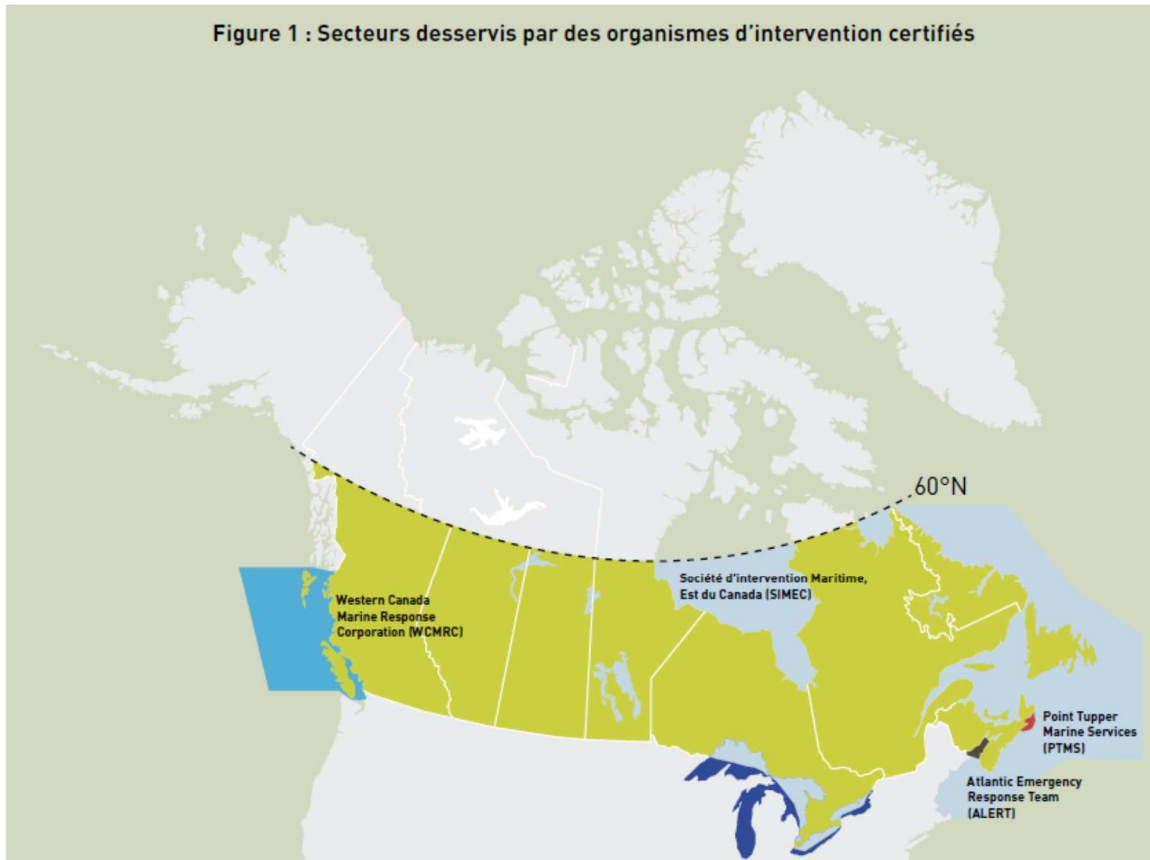 Figure 1 : Secteurs desservis par des organismes d'intervention certifiés
60°N
Société d'intervention Maritime,
Est du Canada (SIMEC)
Western Canada
Marine Response
Corporation (WCMRC)
Point Tupper
Marine Services
(PTMS)
Atlantic Emergency
Response Team
(ALERT)